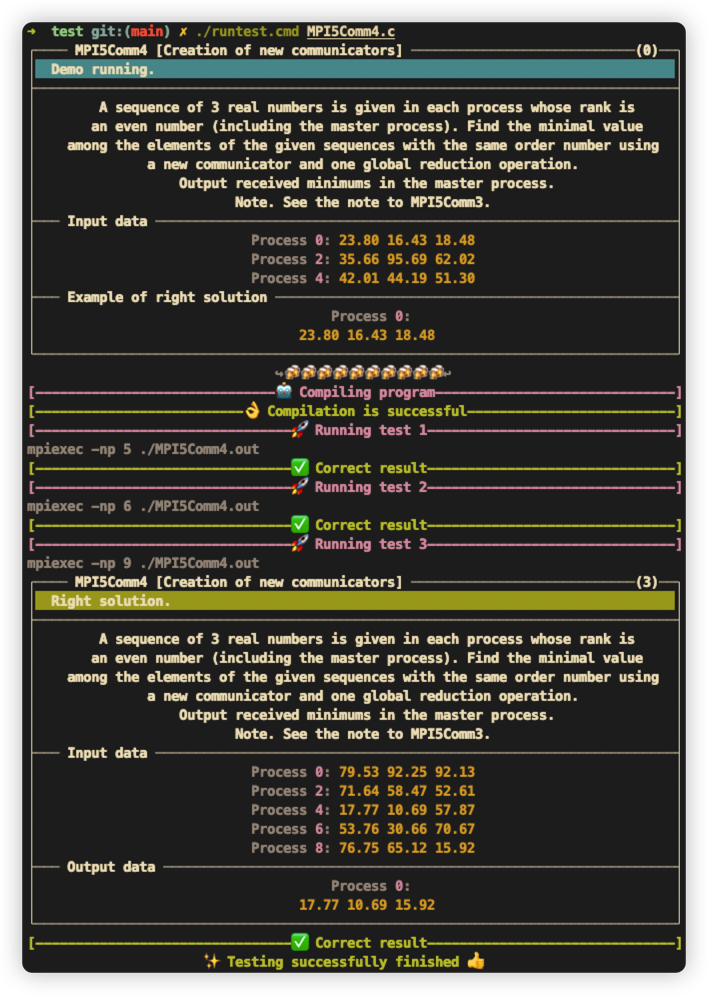 ➜ test git:(main) ✗ ./runtest.cmd MPI5Comm4.c
MPI5Comm4 [Creation of new communicators] (0)
Demo running.
A sequence of 3 real numbers is given in each process whose rank is
an even number (including the master process). Find the minimal value
among the elements of the given sequences with the same order number using
a new communicator and one global reduction operation.
Output received minimums in the master process.
Note. See the note to MPI5Comm3.
Input data
Process 0: 23.80 16.43 18.48
Process 2: 35.66 95.69 62.02
Process 4: 42.01 44.19 51.30
Example of right solution
Process 0:
23.80 16.43 18.48
[Compiling program]
[👌 Compilation is successful]
[🚀 Running test 1]
mpiexec -np 5 ./MPI5Comm4.out
[✅ Correct result]
[🚀 Running test 2]
mpiexec -np 6 ./MPI5Comm4.out
[✅ Correct result]
[🚀 Running test 3]
mpiexec -np 9 ./MPI5Comm4.out
MPI5Comm4 [Creation of new communicators] (3)
Right solution.
A sequence of 3 real numbers is given in each process whose rank is
an even number (including the master process). Find the minimal value
among the elements of the given sequences with the same order number using
a new communicator and one global reduction operation.
Output received minimums in the master process.
Note. See the note to MPI5Comm3.
Input data
Process 0: 79.53 92.25 92.13
Process 2: 71.64 58.47 52.61
Process 4: 17.77 10.69 57.87
Process 6: 53.76 30.66 70.67
Process 8: 76.75 65.12 15.92
Output data
Process 0:
17.77 10.69 15.92
[✅ Correct result]
✨ Testing successfully finished 👍